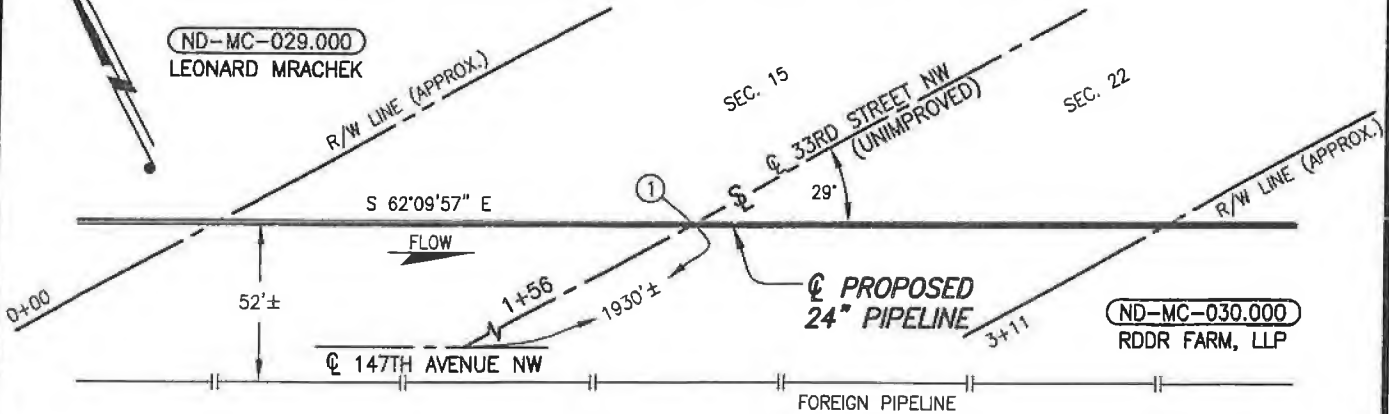 ND-MC-029.000
LEONARD MRACHEK
R/W LINE (APPROX.)
SEC. 15
℄ 33RD STREET NW
(UNIMPROVED)
SEC. 22
R/W LINE (APPROX.)
1
S 62°09'57" E
29°
FLOW
0+00
52'±
1+56
1930'±
℄ PROPOSED
24" PIPELINE
3+11
ND-MC-030.000
RDDR FARM, LLP
℄ 147TH AVENUE NW
FOREIGN PIPELINE